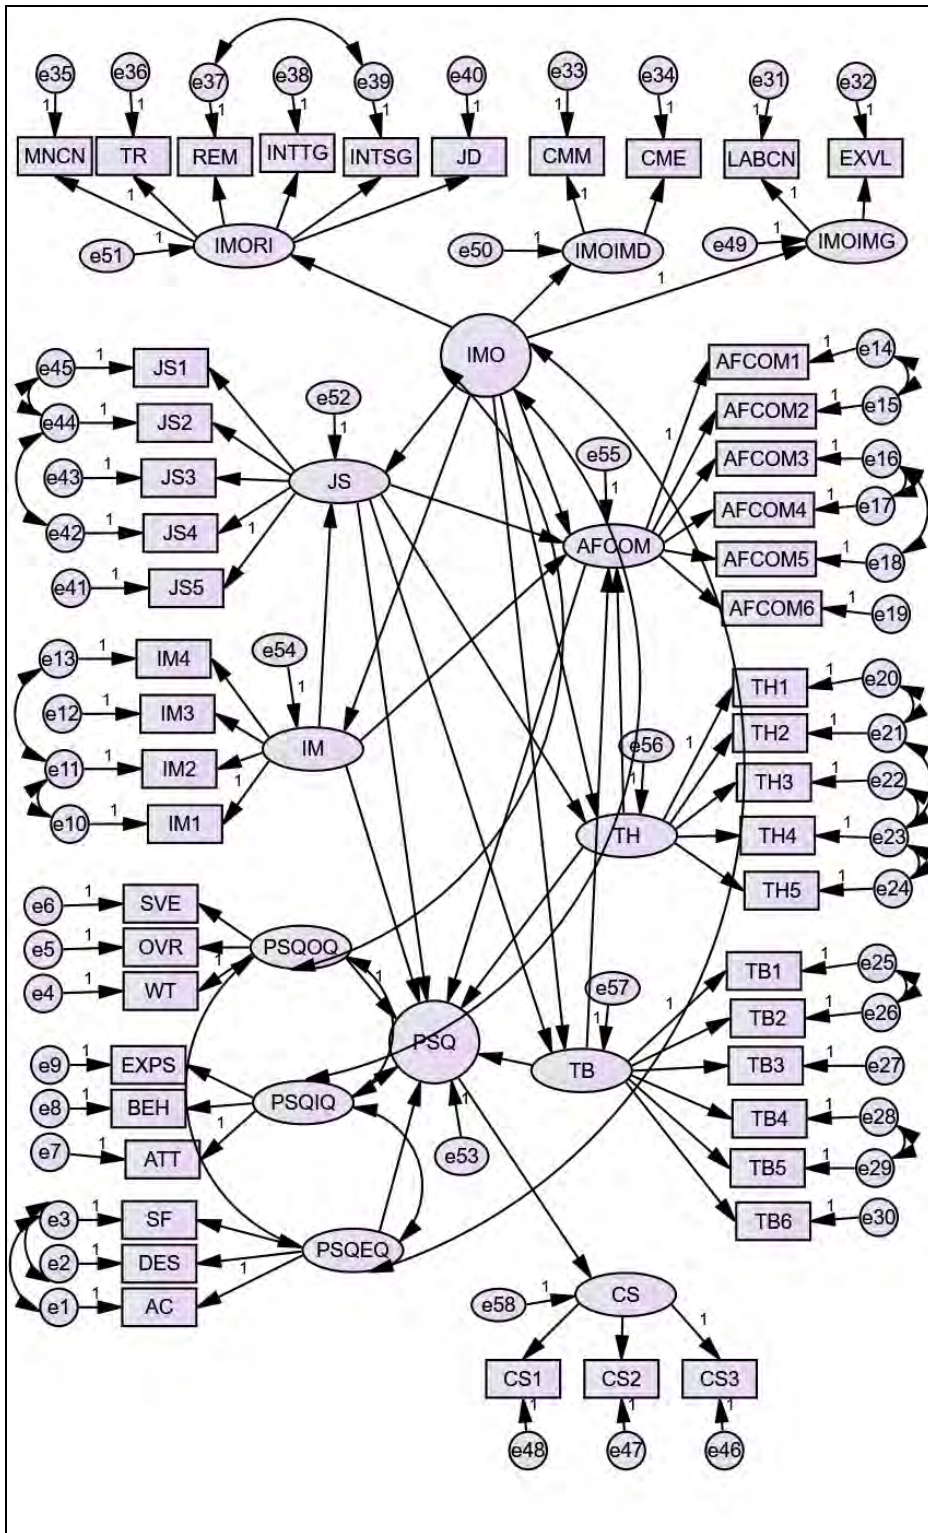 e35 e36 e37 e38 e39 e40 e33 e34 e31 e32
1 1 1 1 1 1 1 1 1 1
MNCN TR REM INTTG INTSG JD CMM CME LABCN EXVL
1 1 1
e51 1 IMORI e50 1 IMOIMD e49 1 IMOIMG
1
IMO
e45 1 JS1 AFCOM1 1 e14
e44 1 JS2 e52 1 AFCOM2 1 e15
e43 1 JS3 JS e55 1 1 AFCOM3 1 e16
e42 1 JS4 1 AFCOM4 1 e17
AFCOM AFCOM5 1 e18
e41 1 JS5 AFCOM6 1 e19
e13 1 IM4 e54 1 TH1 1 e20
e12 1 IM3 IM e56 1 1 TH2 1 e21
e11 1 IM2 1 TH3 1 e22
e10 1 IM1 TH TH4 1 e23
TH5 1 e24
e6 1 SVE
e5 1 OVR PSQOQ
e4 1 WT 1 1 TB1 1 e25
e57 1 1 TB2 1 e26
PSQ TB TB3 1 e27
e9 1 EXPS
e8 1 BEH PSQIQ TB4 1 e28
e7 1 ATT 1 1 e53 TB5 1 e29
e3 1 SF TB6 1 e30
e2 1 DES PSQEQ
e1 1 AC 1
e58 1 CS
1
CS1 CS2 CS3
1 1 1
e48 e47 e46